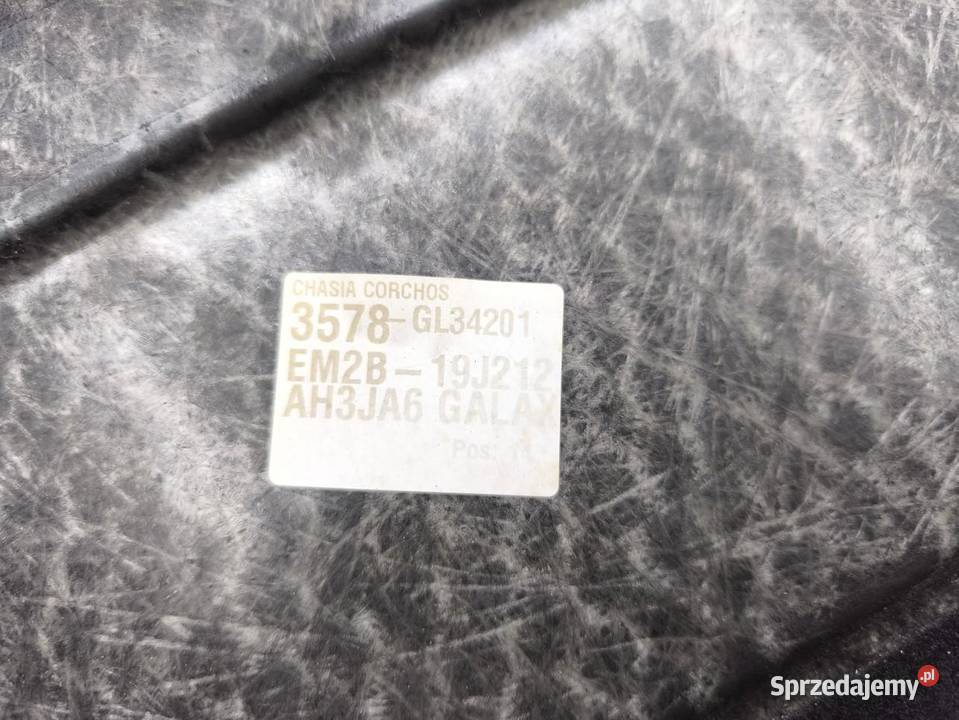 CHASIA CORCHOS
3578-GL34201
EM2B-19J212
AH3JA6 GALAX
Pos:
Sprzedajemy.pl